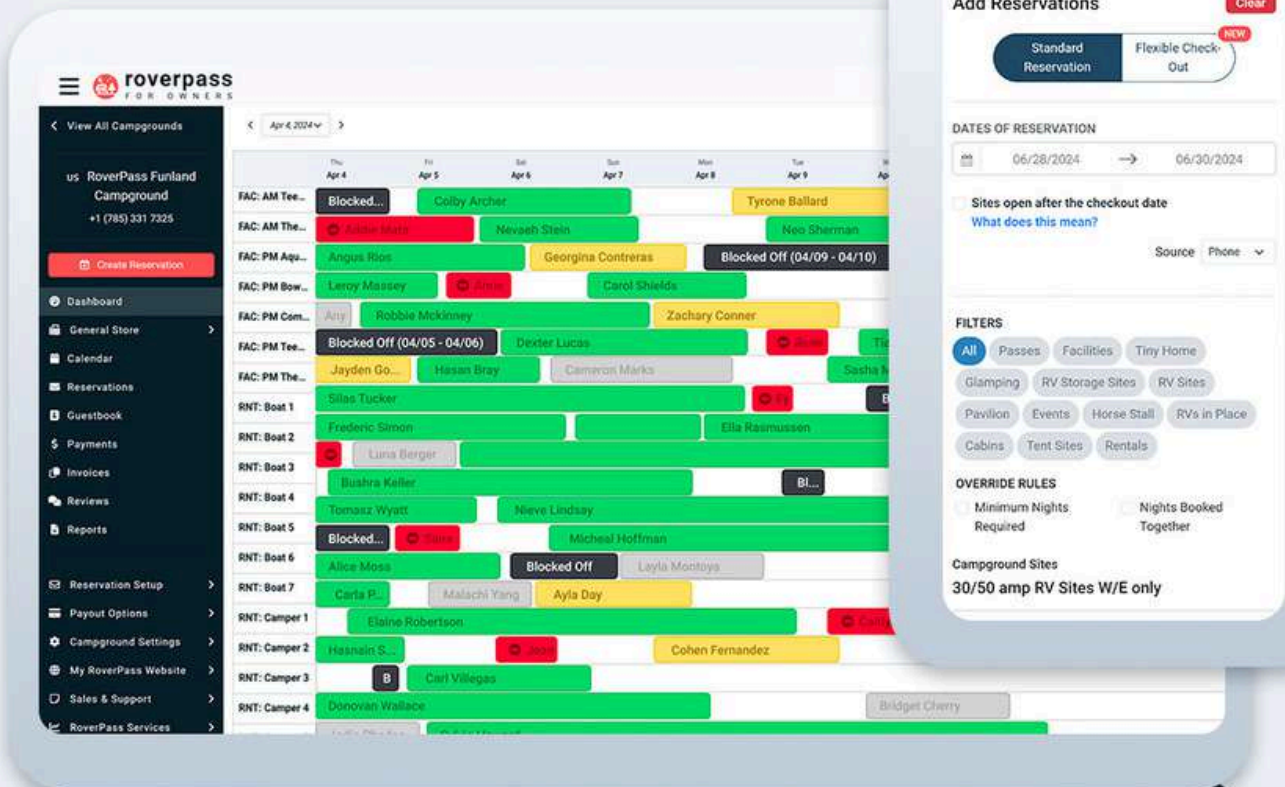 roverpass
FOR OWNERS
View All Campgrounds
us RoverPass Funland
Campground
+1 (785) 331 7325
Create Reservation
Dashboard
General Store
Calendar
Reservations
Guestbook
Payments
Invoices
Reviews
Reports
Reservation Setup
Payout Options
Campground Settings
My RoverPass Website
Sales & Support
RoverPass Services
Apr 4, 2024
Thu Fri Sat Sun Mon Tue
Apr 4 Apr 5 Apr 6 Apr 7 Apr 8 Apr 9
FAC: AM Tee... Blocked... Colby Archer Tyrone Ballard
FAC: AM The... Nevaeh Stein Neo Sherman
FAC: PM Aqu... Angus Rios Georgina Contreras Blocked Off (04/09 - 04/10)
FAC: PM Bow... Leroy Massey Carol Shields
FAC: PM Com... Any Robbie Mckinney Zachary Conner
FAC: PM Tee... Blocked Off (04/05 - 04/06) Dexter Lucas
FAC: PM The... Jayden Go... Hasan Bray Cameron Marks Sasha
RNT: Boat 1 Silas Tucker
RNT: Boat 2 Frederic Simon Ella Rasmussen
RNT: Boat 3 Luna Berger
RNT: Boat 4 Bushra Keller Bl...
RNT: Boat 5 Tomasz Wyatt Nieve Lindsay
RNT: Boat 6 Blocked... Micheal Hoffman
RNT: Boat 7 Alice Moss Blocked Off Layla Montoya
RNT: Camper 1 Carla P... Malachi Yang Ayla Day
RNT: Camper 2 Elaine Robertson
RNT: Camper 3 Hasnain S... Cohen Fernandez
RNT: Camper 4 B Carl Villegas
Donovan Wallace Bridget Cherry
Add Reservations
Clear
Standard
Reservation
Flexible Check-
Out
NEW
DATES OF RESERVATION
06/28/2024 → 06/30/2024
Sites open after the checkout date
What does this mean?
Source Phone
FILTERS
All Passes Facilities Tiny Home
Glamping RV Storage Sites RV Sites
Pavilion Events Horse Stall RVs in Place
Cabins Tent Sites Rentals
OVERRIDE RULES
Minimum Nights
Required
Nights Booked
Together
Campground Sites
30/50 amp RV Sites W/E only